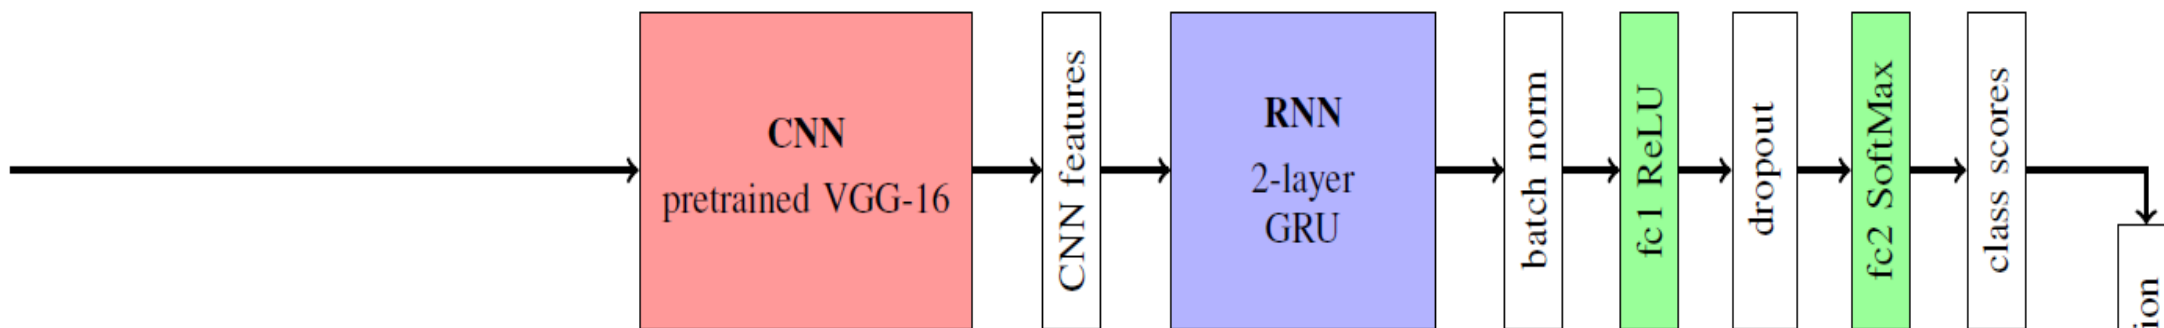 CNN
pretrained VGG-16
CNN features
RNN
2-layer
GRU
batch norm
fc1 ReLU
dropout
fc2 SoftMax
class scores